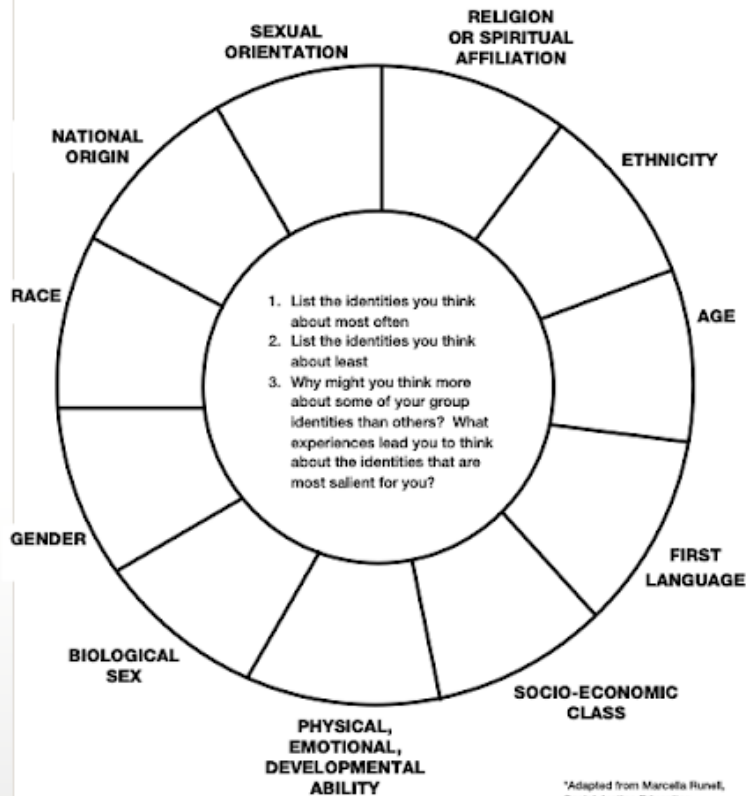 RELIGION
OR SPIRITUAL
AFFILIATION
SEXUAL
ORIENTATION
NATIONAL
ORIGIN
ETHNICITY
RACE
AGE
1. List the identities you think
about most often
2. List the identities you think
about least
3. Why might you think more
about some of your group
identities than others? What
experiences lead you to think
about the identities that are
most salient for you?
GENDER
FIRST
LANGUAGE
BIOLOGICAL
SEX
SOCIO-ECONOMIC
CLASS
PHYSICAL,
EMOTIONAL,
DEVELOPMENTAL
ABILITY
*Adapted from Marcella Runell,